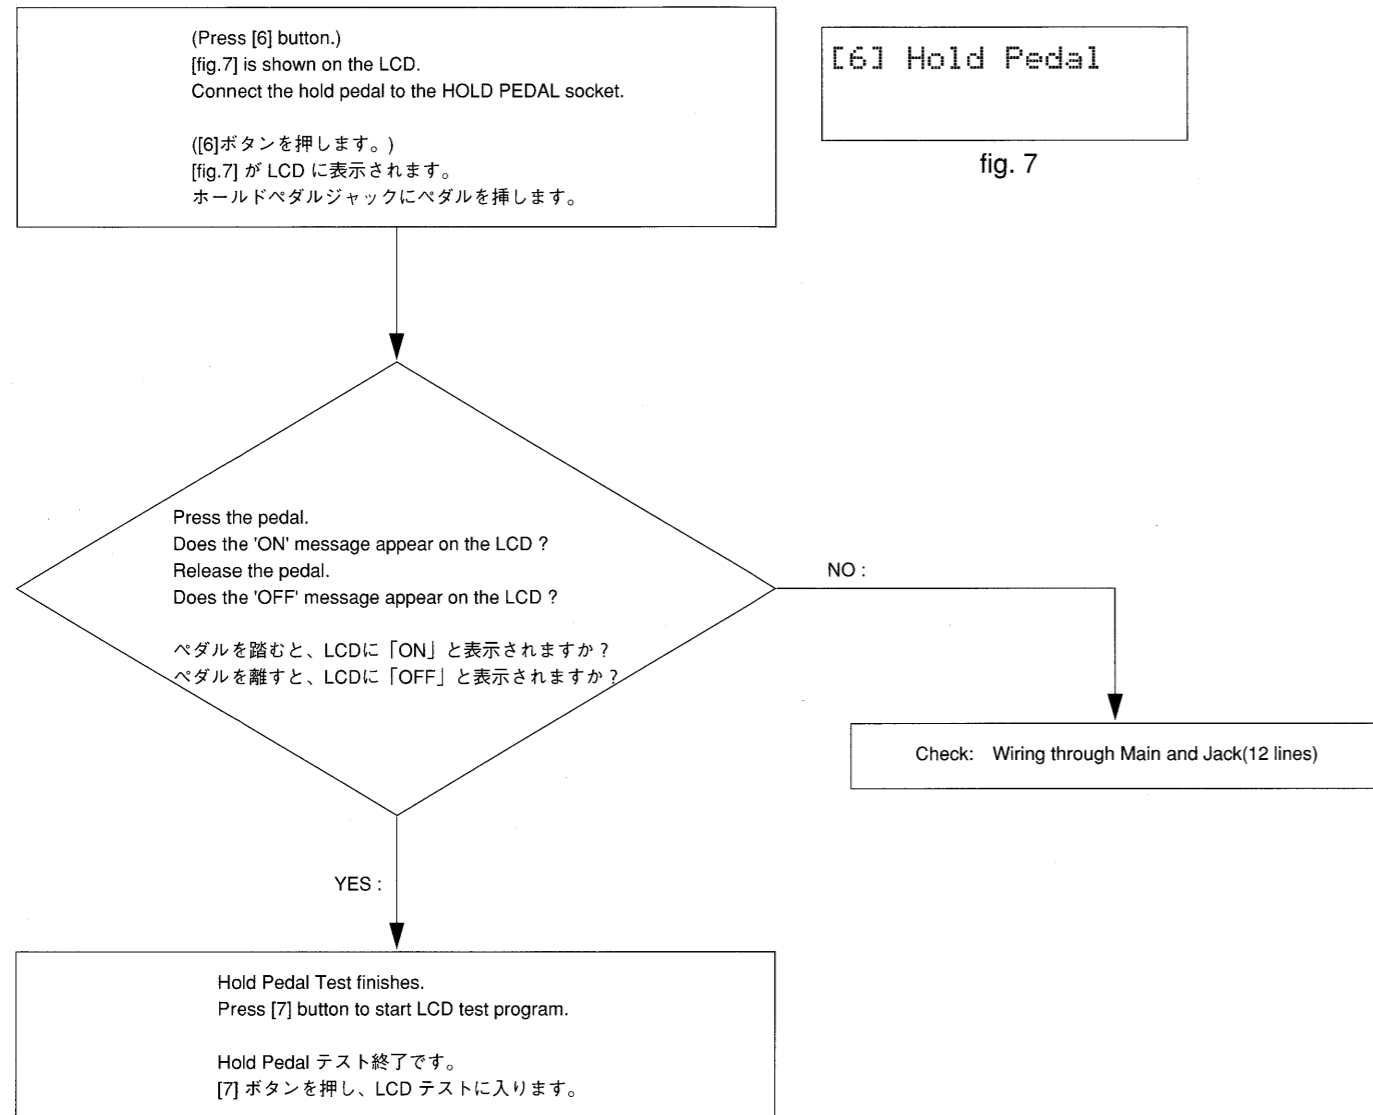 (Press [6] button.)
[fig.7] is shown on the LCD.
Connect the hold pedal to the HOLD PEDAL socket.
([6]ボタンを押します。)
[fig.7] が LCD に表示されます。
ホールドペダルジャックにペダルを挿します。
[6] Hold Pedal
fig. 7
Press the pedal.
Does the 'ON' message appear on the LCD ?
Release the pedal.
Does the 'OFF' message appear on the LCD ?
ペダルを踏むと、LCDに「ON」と表示されますか？
ペダルを離すと、LCDに「OFF」と表示されますか？
NO :
Check: Wiring through Main and Jack(12 lines)
YES :
Hold Pedal Test finishes.
Press [7] button to start LCD test program.
Hold Pedal テスト終了です。
[7] ボタンを押し、LCD テストに入ります。